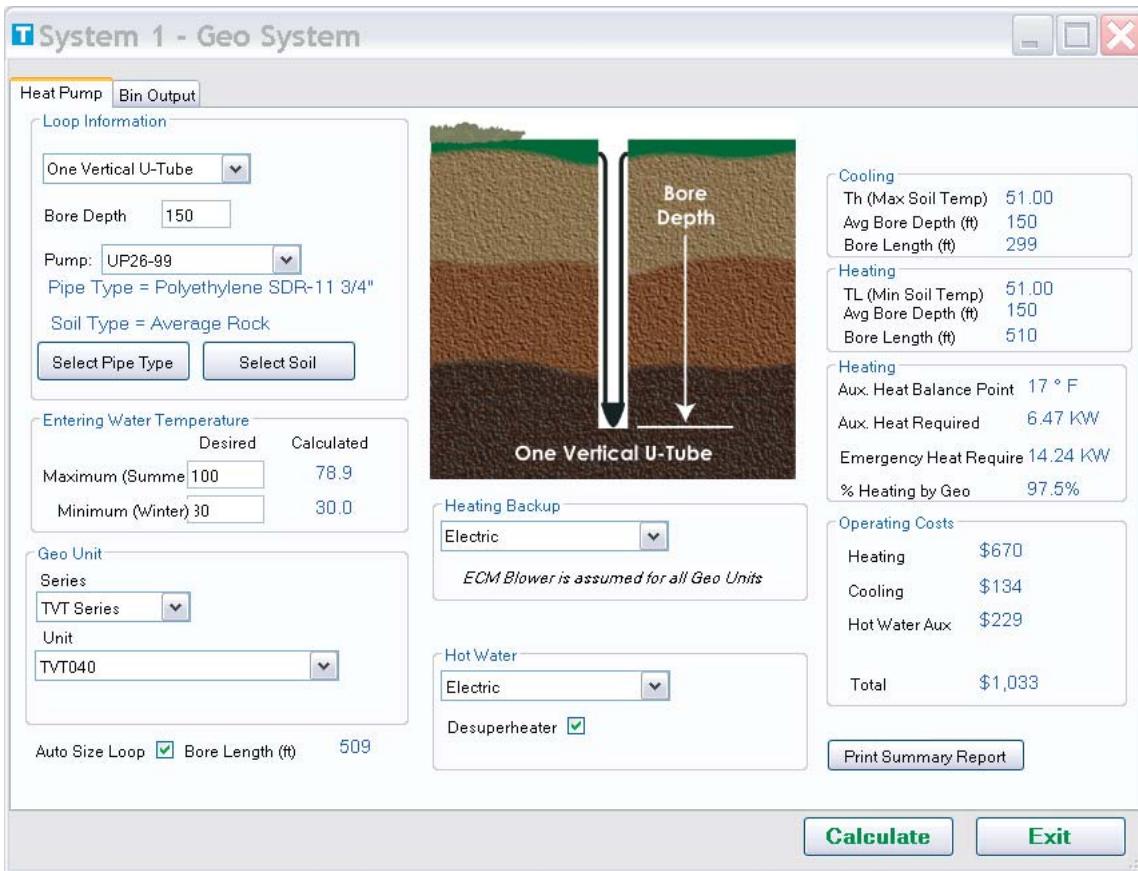 T System 1 - Geo System
Heat Pump Bin Output
Loop Information
One Vertical U-Tube
Bore Depth 150
Pump: UP26-99
Pipe Type = Polyethylene SDR-11 3/4"
Soil Type = Average Rock
Select Pipe Type Select Soil
Entering Water Temperature
Desired Calculated
Maximum (Summe 100 78.9
Minimum (Winter) 30 30.0
Geo Unit
Series
TVT Series
Unit
TVT040
Auto Size Loop Bore Length (ft) 509
Bore
Depth
One Vertical U-Tube
Heating Backup
Electric
ECM Blower is assumed for all Geo Units
Hot Water
Electric
Desuperheater
Cooling
Th (Max Soil Temp) 51.00
Avg Bore Depth (ft) 150
Bore Length (ft) 299
Heating
TL (Min Soil Temp) 51.00
Avg Bore Depth (ft) 150
Bore Length (ft) 510
Heating
Aux. Heat Balance Point 17 ° F
Aux. Heat Required 6.47 KW
Emergency Heat Require 14.24 KW
% Heating by Geo 97.5%
Operating Costs
Heating $670
Cooling $134
Hot Water Aux $229
Total $1,033
Print Summary Report
Calculate Exit